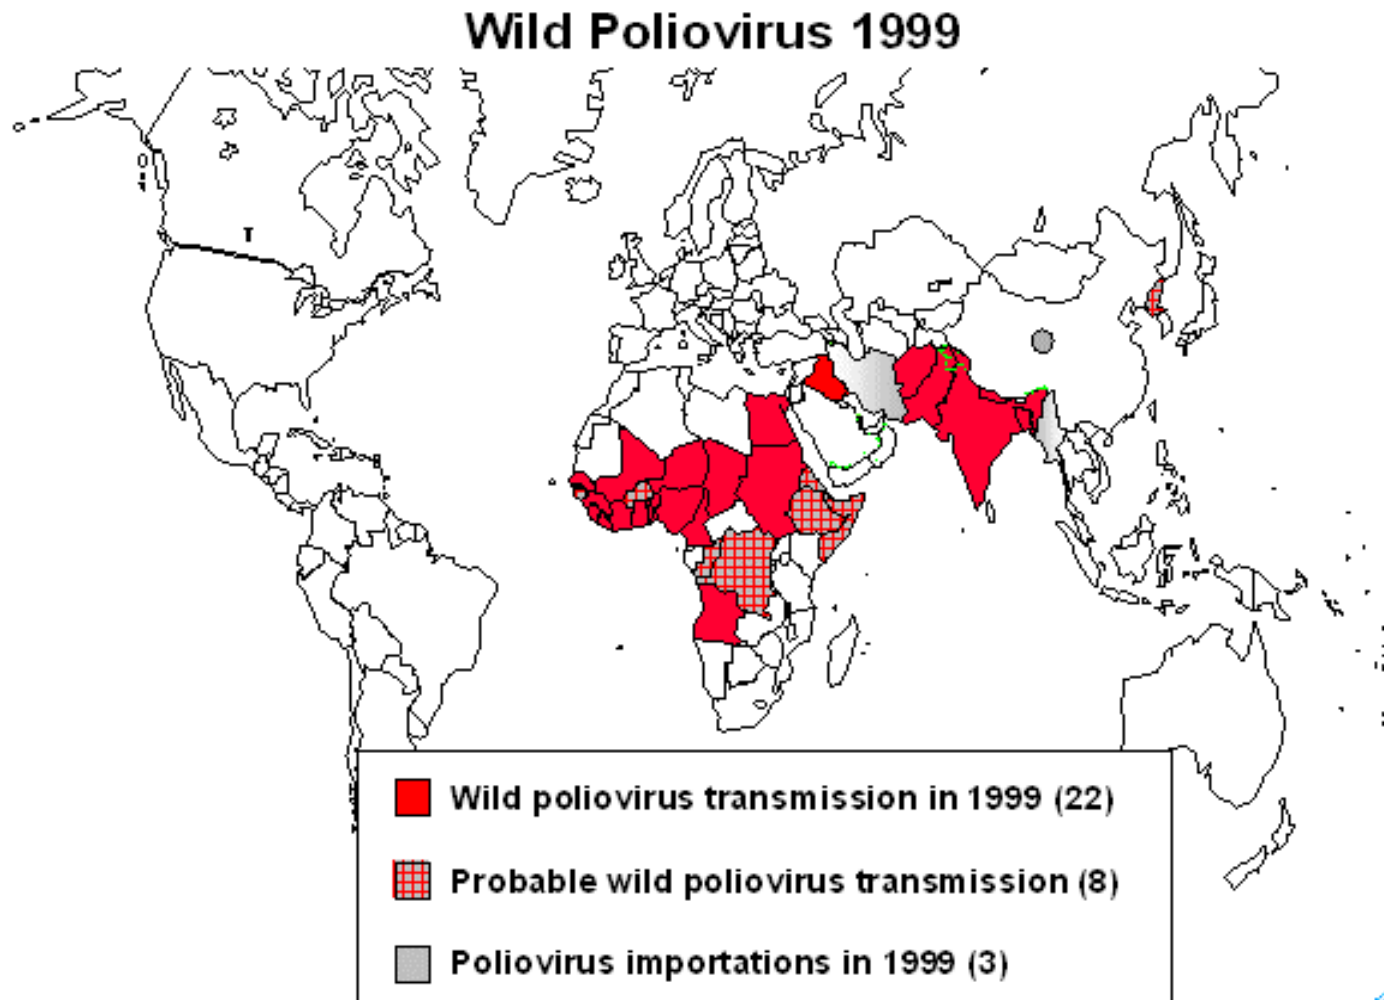 Wild Poliovirus 1999
Wild poliovirus transmission in 1999 (22)
Probable wild poliovirus transmission (8)
Poliovirus importations in 1999 (3)